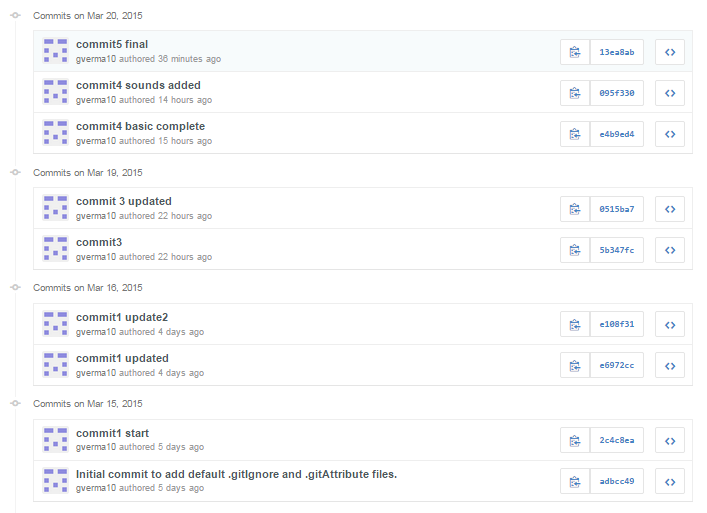 Commits on Mar 20, 2015
commit5 final
gverma10 authored 36 minutes ago
13ea8ab
commit4 sounds added
gverma10 authored 14 hours ago
095f330
commit4 basic complete
gverma10 authored 15 hours ago
e4b9ed4
Commits on Mar 19, 2015
commit 3 updated
gverma10 authored 22 hours ago
0515ba7
commit3
gverma10 authored 22 hours ago
5b347fc
Commits on Mar 16, 2015
commit1 update2
gverma10 authored 4 days ago
e108f31
commit1 updated
gverma10 authored 4 days ago
e6972cc
Commits on Mar 15, 2015
commit1 start
gverma10 authored 5 days ago
2c4c8ea
Initial commit to add default .gitIgnore and .gitAttribute files.
gverma10 authored 5 days ago
adbcc49